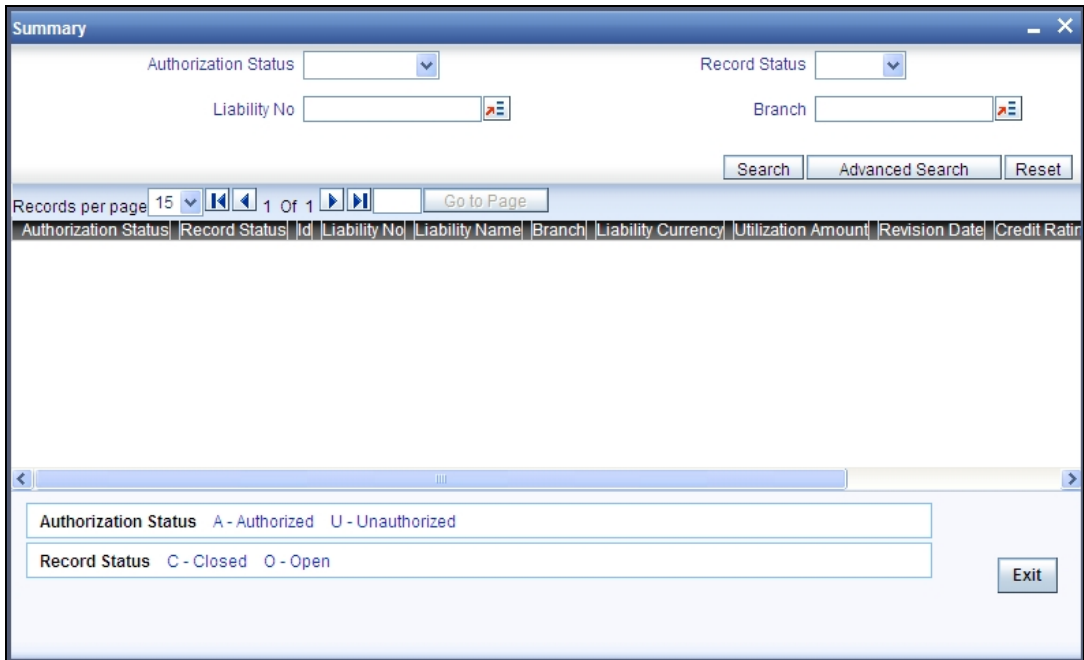 Summary
Authorization Status Record Status
Liability No Branch
Search Advanced Search Reset
Records per page 15 1 Of 1 Go to Page
Authorization Status Record Status Id Liability No Liability Name Branch Liability Currency Utilization Amount Revision Date Credit Ratin
Authorization Status A - Authorized U - Unauthorized
Record Status C - Closed O - Open
Exit